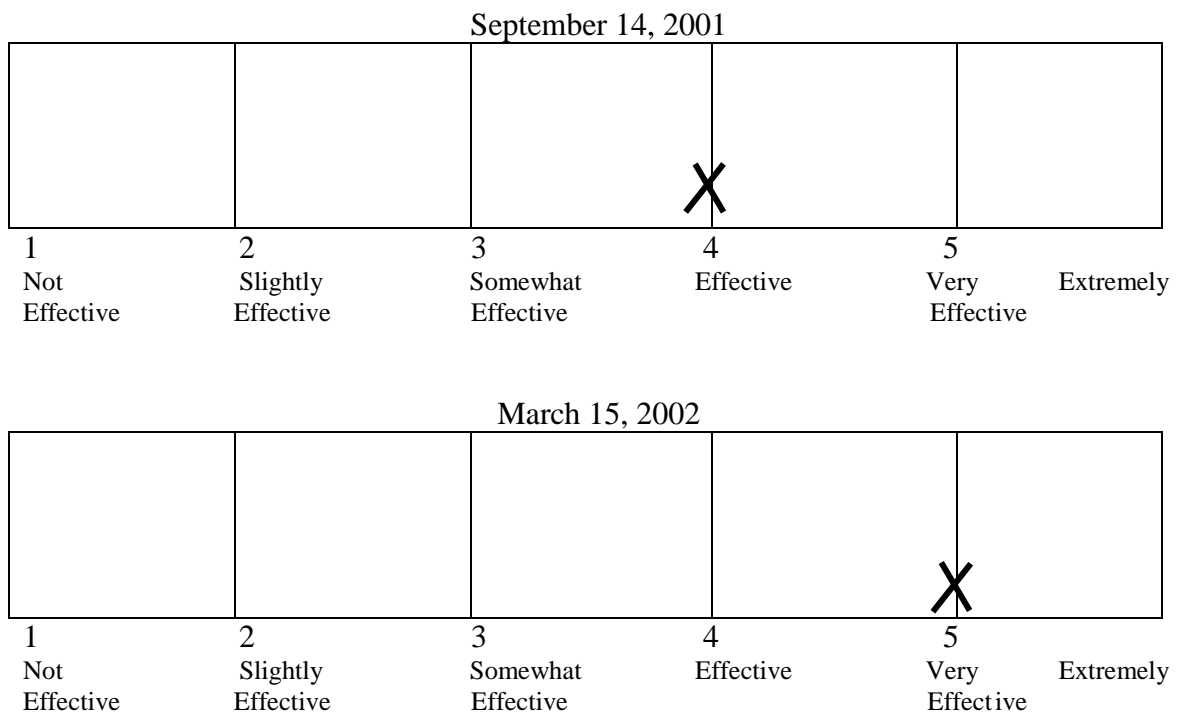 September 14, 2001
1 2 3 4 5
Not Slightly Somewhat Effective Very Extremely
Effective Effective Effective Effective
March 15, 2002
1 2 3 4 5
Not Slightly Somewhat Effective Very Extremely
Effective Effective Effective Effective